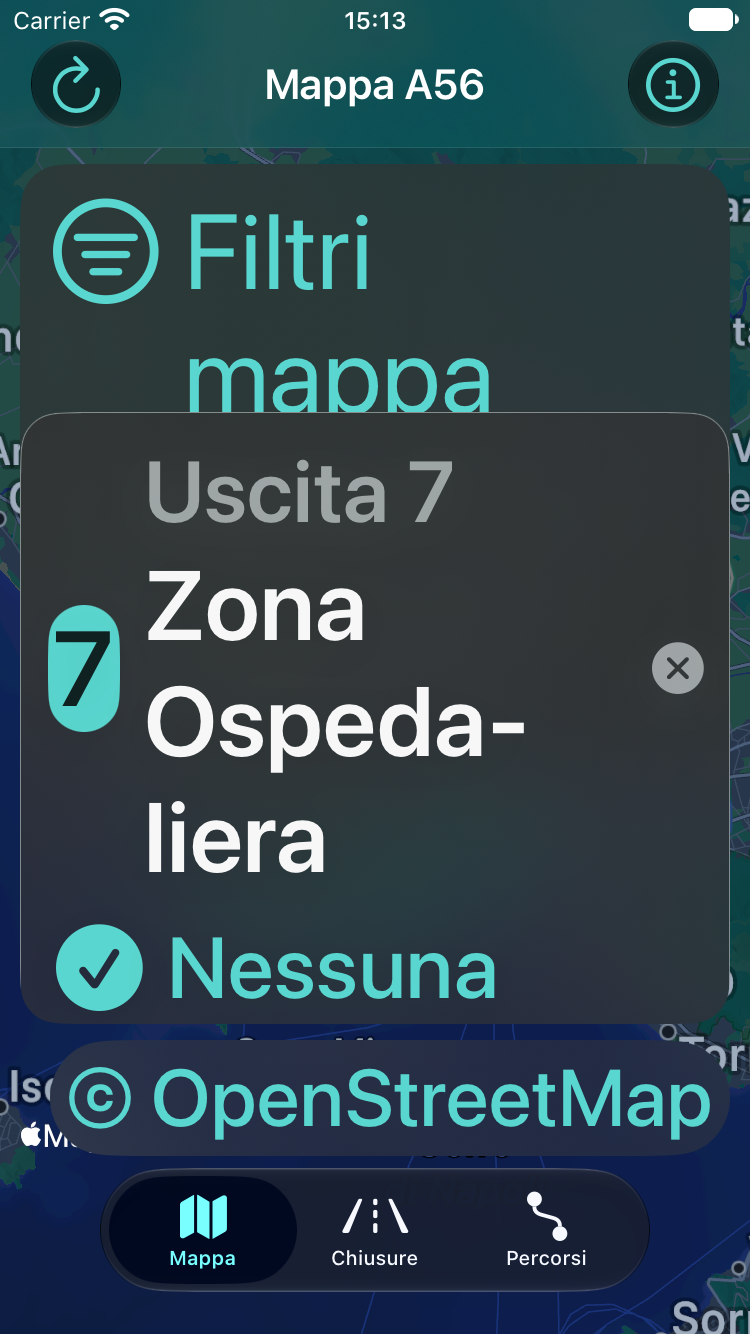 Carrier 15:13
Mappa A56
Filtri
mappa
Uscita 7
7
Zona
Ospeda-
liera
Nessuna
© OpenStreetMap
Mappa
Chiusure
Percorsi